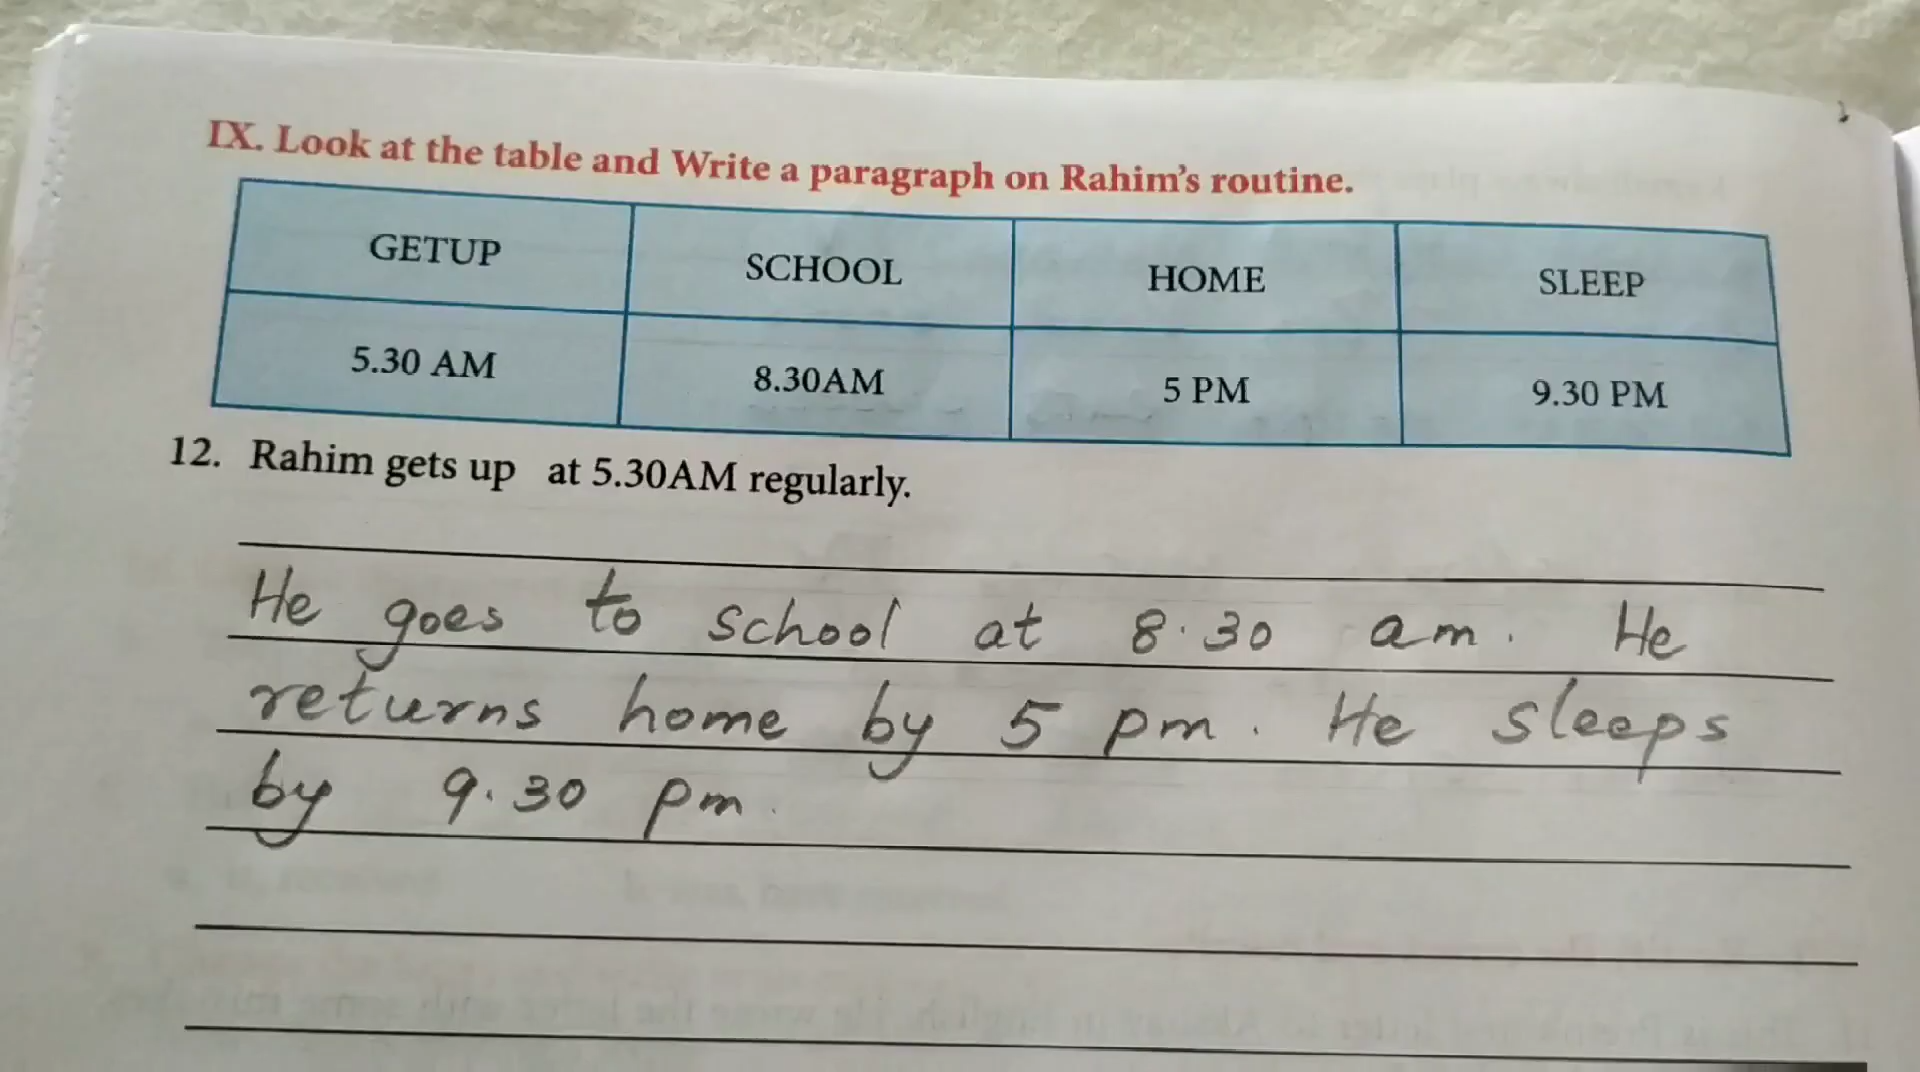 IX. Look at the table and Write a paragraph on Rahim's routine.
GETUP SCHOOL HOME SLEEP
5.30 AM 8.30AM 5 PM 9.30 PM
12. Rahim gets up at 5.30AM regularly.
He goes to school at 8.30 am. He
returns home by 5 pm. He sleeps
by 9.30 pm.